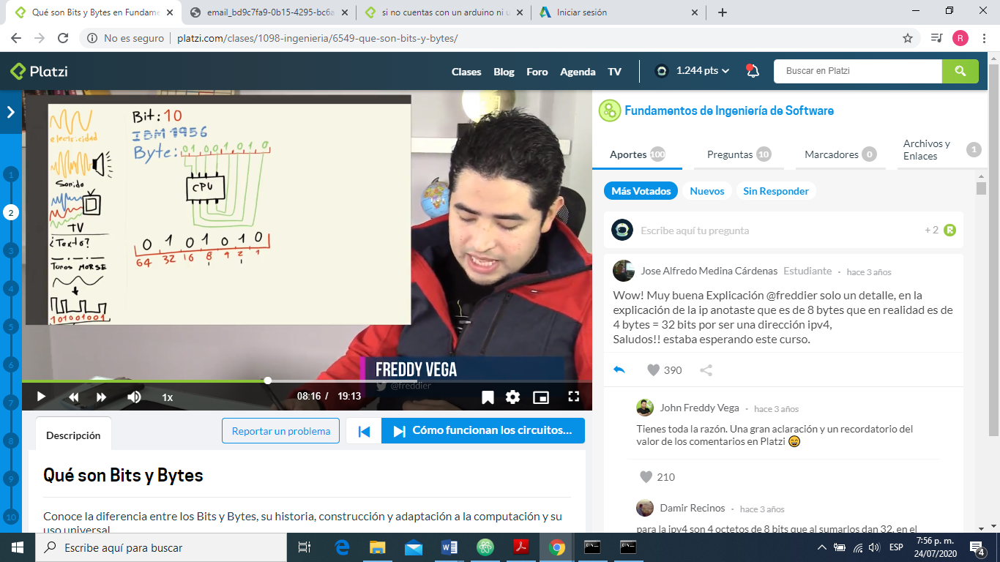 Qué son Bits y Bytes en Fundame
email_bd9c7fa9-0b15-4295-bc6a
si no cuentas con un arduino ni u
Iniciar sesión
No es seguro
platzi.com/clases/1098-ingenieria/6549-que-son-bits-y-bytes/
R
Platzi
Clases
Blog
Foro
Agenda
TV
1.244 pts
Buscar en Platzi
1
2
3
4
5
6
7
8
9
10
electricidad
Sonido
TV
¿Texto?
Tonos MORSE
101001001
Bit: 10
IBM 1956
Byte: 01001010
CPU
0 1 0 1 0 1 0
64 32 16 8 4 2 1
FREDDY VEGA
@freddier
1x
08:16 / 19:13
Descripción
Reportar un problema
Cómo funcionan los circuitos...
Qué son Bits y Bytes
Conoce la diferencia entre los Bits y Bytes, su historia, construcción y adaptación a la computación y su
uso universal
Fundamentos de Ingeniería de Software
Aportes 100
Preguntas 10
Marcadores 0
Archivos y
Enlaces 1
Más Votados
Nuevos
Sin Responder
Escribe aquí tu pregunta
+ 2
Jose Alfredo Medina Cárdenas Estudiante - hace 3 años
Wow! Muy buena Explicación @freddier solo un detalle, en la
explicación de la ip anotaste que es de 8 bytes que en realidad es de
4 bytes = 32 bits por ser una dirección ipv4,
Saludos!! estaba esperando este curso.
390
John Freddy Vega - hace 3 años
Tienes toda la razón. Una gran aclaración y un recordatorio del
valor de los comentarios en Platzi 😄
210
Damir Recinos - hace 3 años
para la ipv4 son 4 octetos de 8 bits que al sumarlos dan 32, en el
Escribe aquí para buscar
ESP
7:56 p. m.
24/07/2020
4